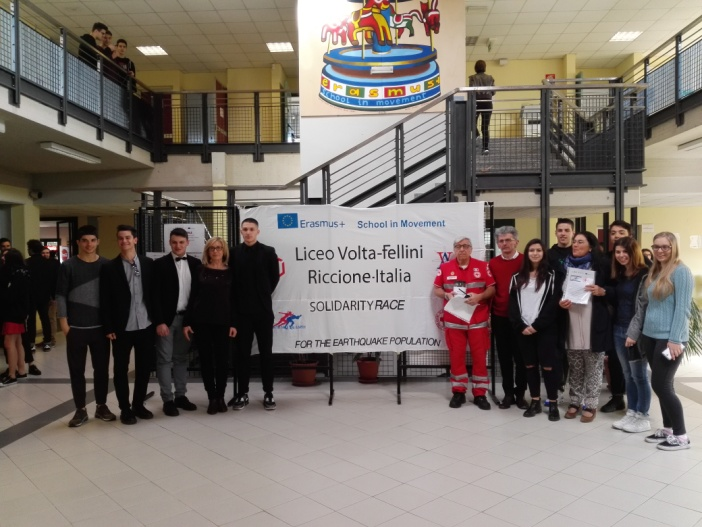 erasmus
school in movement
Erasmus+ School in Movement
Liceo Volta-Fellini
Riccione-Italia
SOLIDARITY RACE
FOR THE EARTHQUAKE POPULATION